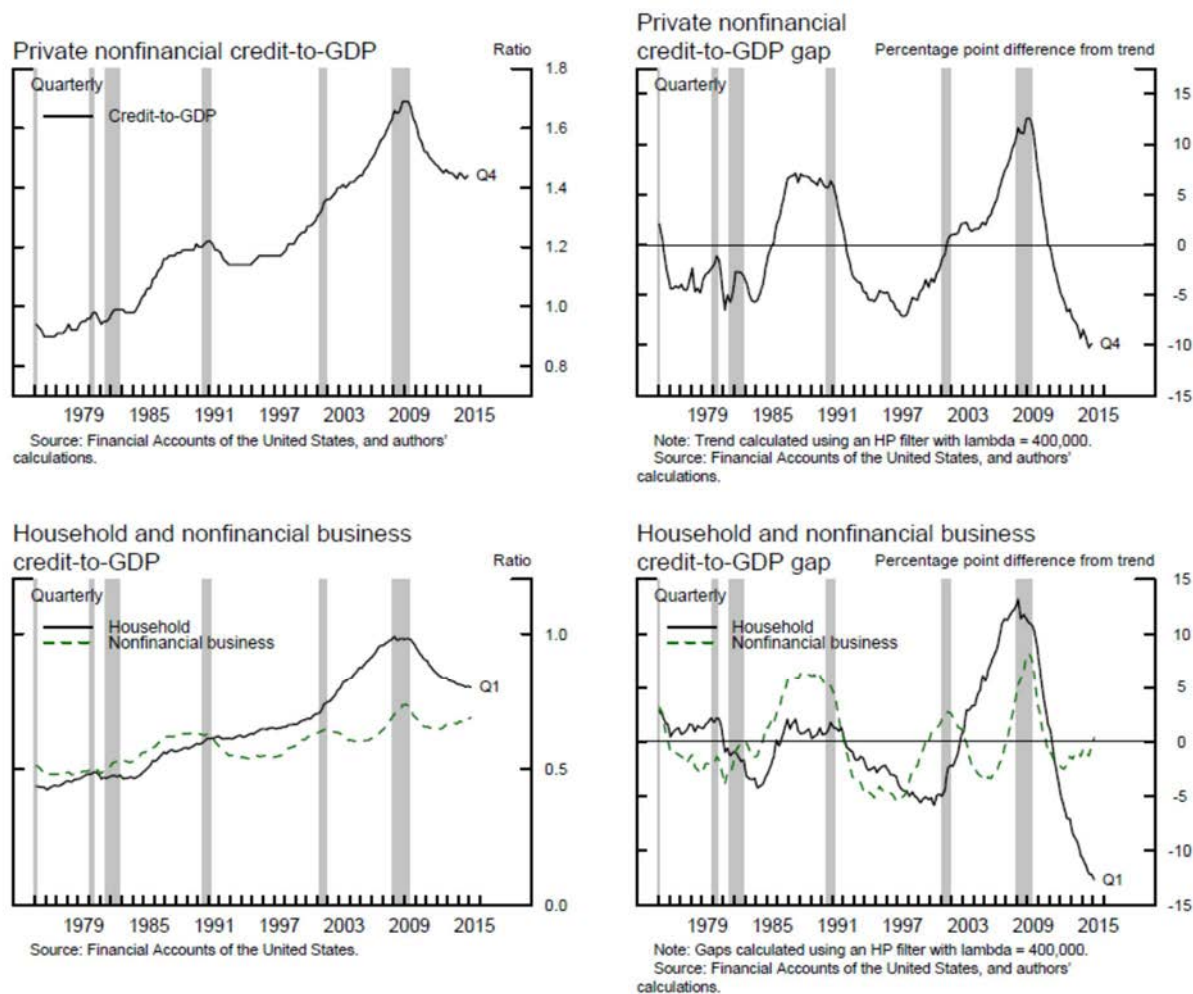 Private nonfinancial credit-to-GDP
Ratio
Quarterly
Credit-to-GDP
1.8
1.6
1.4
1.2
1.0
0.8
Q4
1979 1985 1991 1997 2003 2009 2015
Source: Financial Accounts of the United States, and authors'
calculations.
Private nonfinancial
credit-to-GDP gap
Percentage point difference from trend
Quarterly
15
10
5
0
-5
-10
-15
Q4
1979 1985 1991 1997 2003 2009 2015
Note: Trend calculated using an HP filter with lambda = 400,000.
Source: Financial Accounts of the United States, and authors'
calculations.
Household and nonfinancial business
credit-to-GDP
Ratio
Quarterly
Household
Nonfinancial business
1.0
0.5
0.0
Q1
1979 1985 1991 1997 2003 2009 2015
Source: Financial Accounts of the United States.
Household and nonfinancial business
credit-to-GDP gap
Percentage point difference from trend
Quarterly
Household
Nonfinancial business
15
10
5
0
-5
-10
-15
Q1
1979 1985 1991 1997 2003 2009 2015
Note: Gaps calculated using an HP filter with lambda = 400,000.
Source: Financial Accounts of the United States, and authors'
calculations.